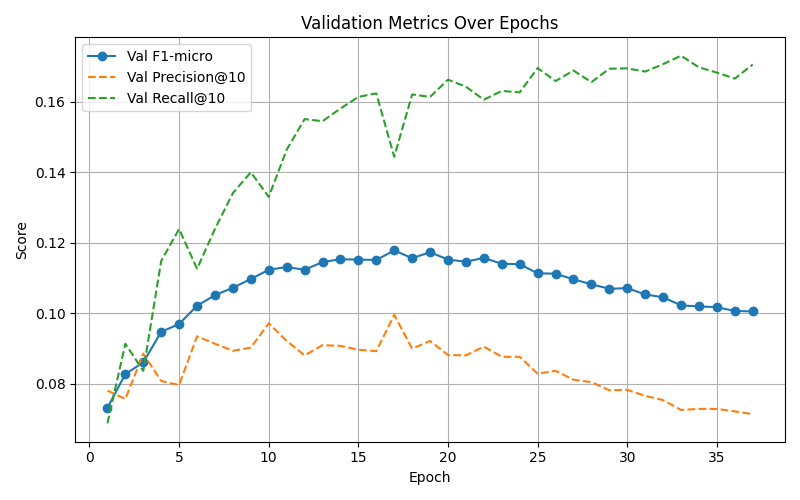 Validation Metrics Over Epochs
Val F1-micro
Val Precision@10
Val Recall@10
0.16
0.14
0.12
0.10
0.08
Score
0 5 10 15 20 25 30 35
Epoch